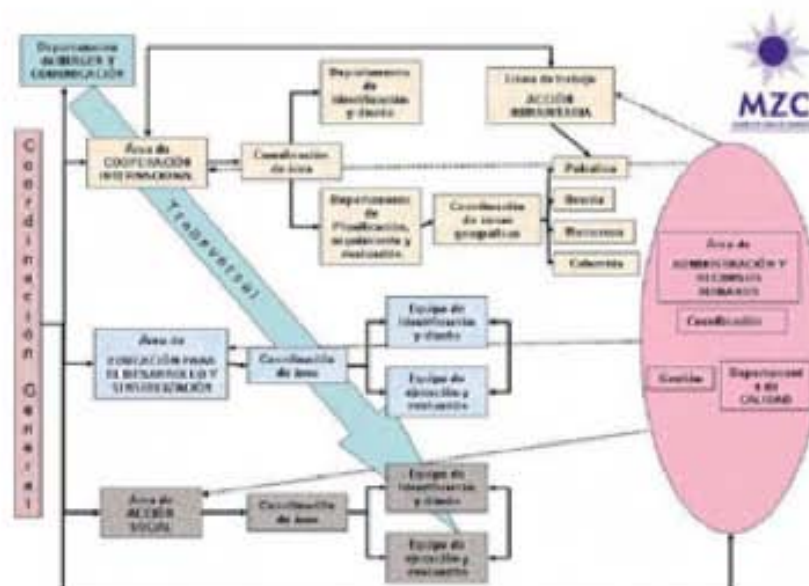 Departamento
de IMAGEN Y
COMUNICACIÓN
MZC
Coordinación General
Transversal
Área de
COOPERACIÓN
INTERNACIONAL
Coordinación
de área
Departamento
de
Identificación
y diseño
Línea de trabajo
ACCIÓN
HUMANITARIA
Departamento
de
Planificación,
seguimiento y
evaluación.
Coordinación
de zonas
geográficas
Palestina
Marruecos
Colombia
Área de
ADMINISTRACIÓN Y
RECURSOS
HUMANOS
Coordinación
Gestión
Departament
o de
CALIDAD
Área de
EDUCACIÓN PARA
EL DESARROLLO Y
SENSIBILIZACIÓN
Coordinación
de área
Equipo de
Identificación
y diseño
Equipo de
ejecución y
evaluación
Área de
ACCIÓN
SOCIAL
Coordinación
de área
Equipo de
Identificación
y diseño
Equipo de
ejecución y
evaluación